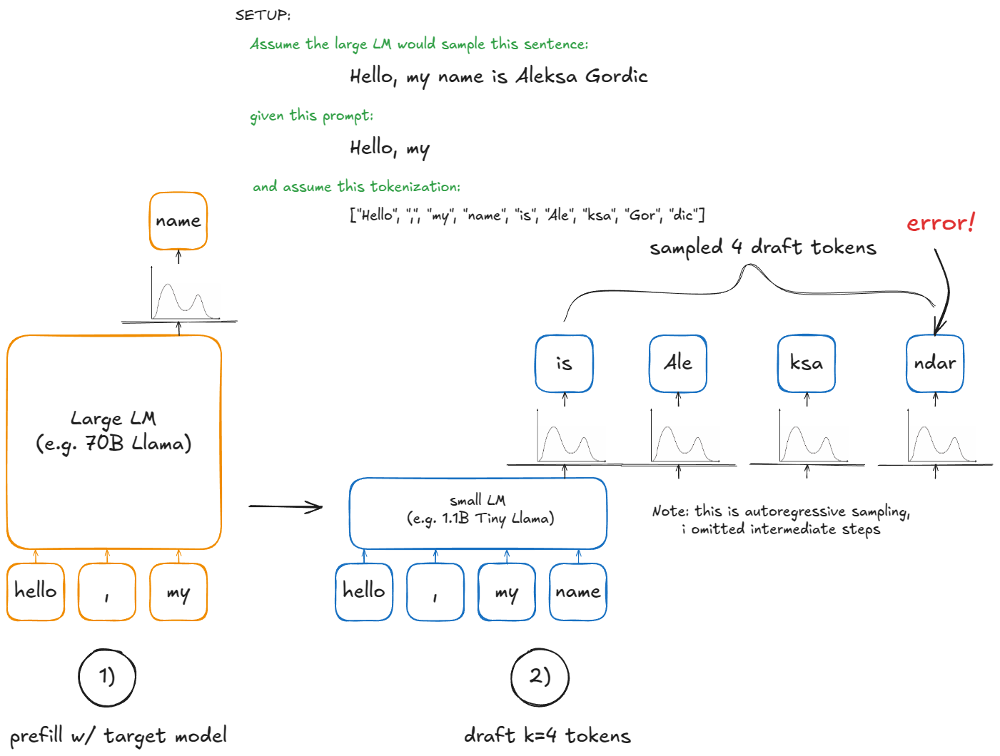 SETUP:
Assume the large LM would sample this sentence:
Hello, my name is Aleksa Gordic
given this prompt:
Hello, my
and assume this tokenization:
["Hello", ",", "my", "name", "is", "Ale", "ksa", "Gor", "dic"]
name
Large LM
(e.g. 70B Llama)
hello
,
my
1)
prefill w/ target model
error!
sampled 4 draft tokens
is
Ale
ksa
ndar
small LM
(e.g. 1.1B Tiny Llama)
Note: this is autoregressive sampling,
i omitted intermediate steps
hello
,
my
name
2)
draft k=4 tokens